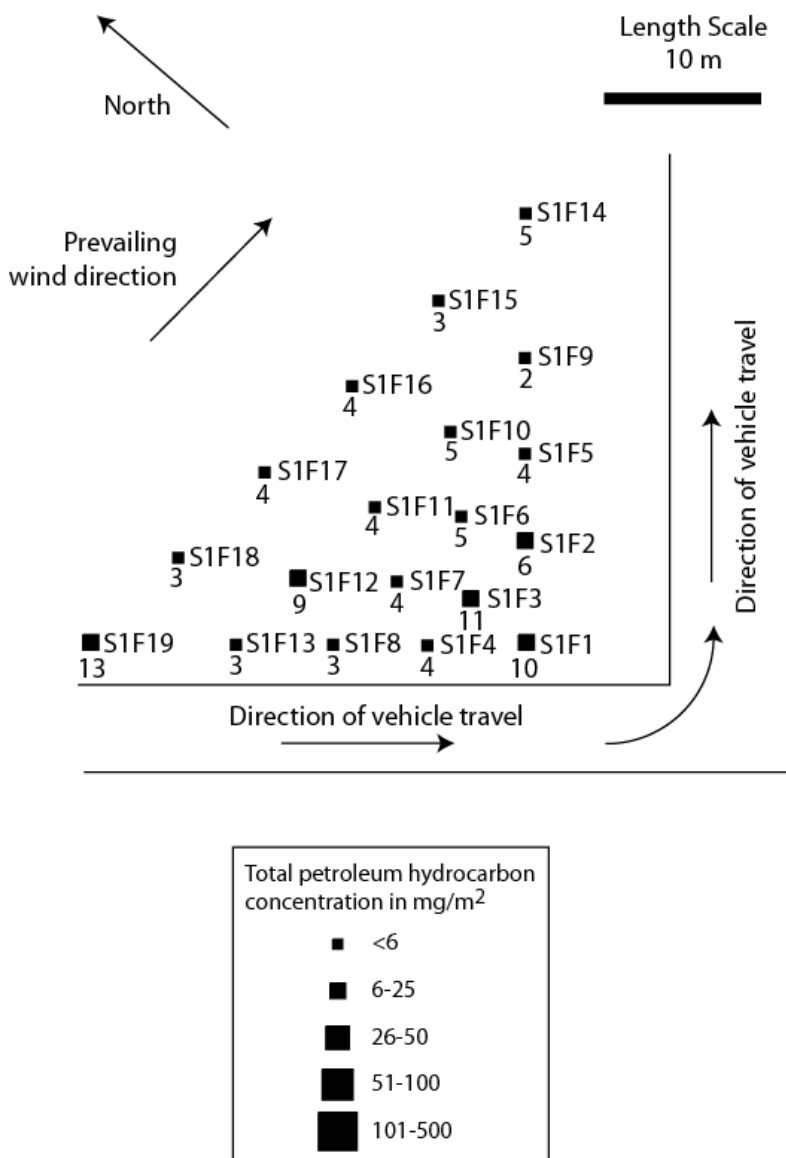 Length Scale
10 m
North
Prevailing
wind direction
S1F14
5
S1F15
3
S1F9
2
S1F16
4
S1F10
5
S1F5
4
S1F17
4
S1F11
4
S1F6
5
S1F2
6
S1F18
3
S1F12
9
S1F7
4
S1F3
11
S1F19
13
S1F13
3
S1F8
3
S1F4
4
S1F1
10
Direction of vehicle travel
Direction of vehicle travel
Total petroleum hydrocarbon
concentration in mg/m²
<6
6-25
26-50
51-100
101-500